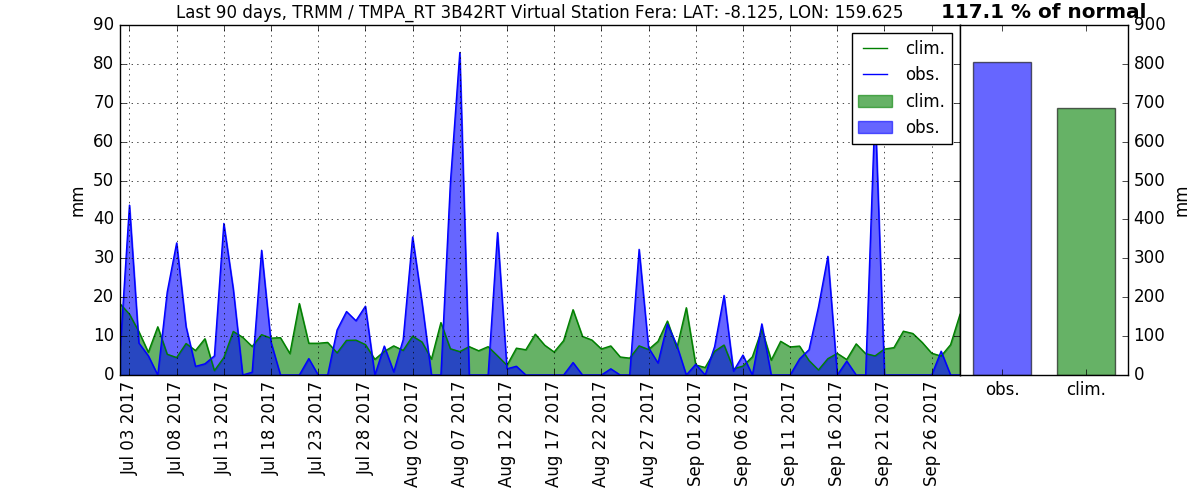 Last 90 days, TRMM / TMPA_RT 3B42RT Virtual Station Fera: LAT: -8.125, LON: 159.625
117.1 % of normal
90
80
70
60
50
40
30
20
10
0
mm
clim.
obs.
clim.
obs.
Jul 03 2017
Jul 08 2017
Jul 13 2017
Jul 18 2017
Jul 23 2017
Jul 28 2017
Aug 02 2017
Aug 07 2017
Aug 12 2017
Aug 17 2017
Aug 22 2017
Aug 27 2017
Sep 01 2017
Sep 06 2017
Sep 11 2017
Sep 16 2017
Sep 21 2017
Sep 26 2017
900
800
700
600
500
400
300
200
100
0
mm
obs.
clim.